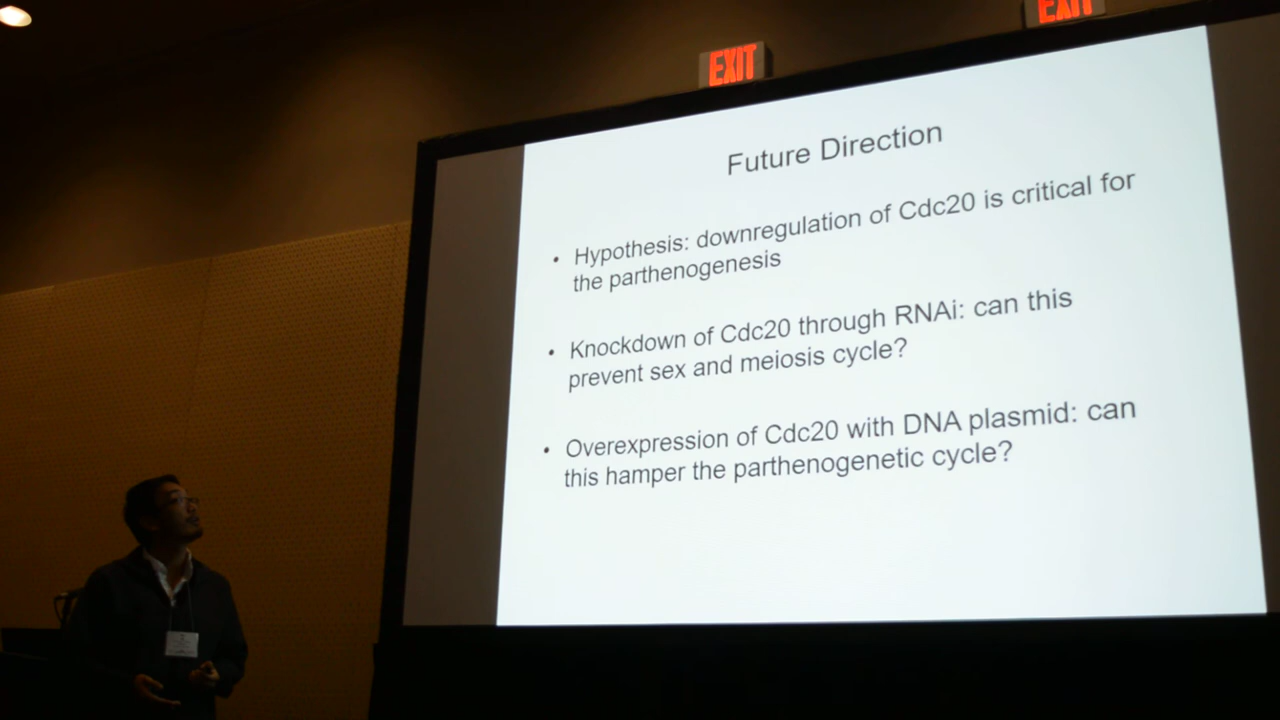 EXIT
EXIT
Future Direction
• Hypothesis: downregulation of Cdc20 is critical for
the parthenogenesis
• Knockdown of Cdc20 through RNAi: can this
prevent sex and meiosis cycle?
• Overexpression of Cdc20 with DNA plasmid: can
this hamper the parthenogenetic cycle?